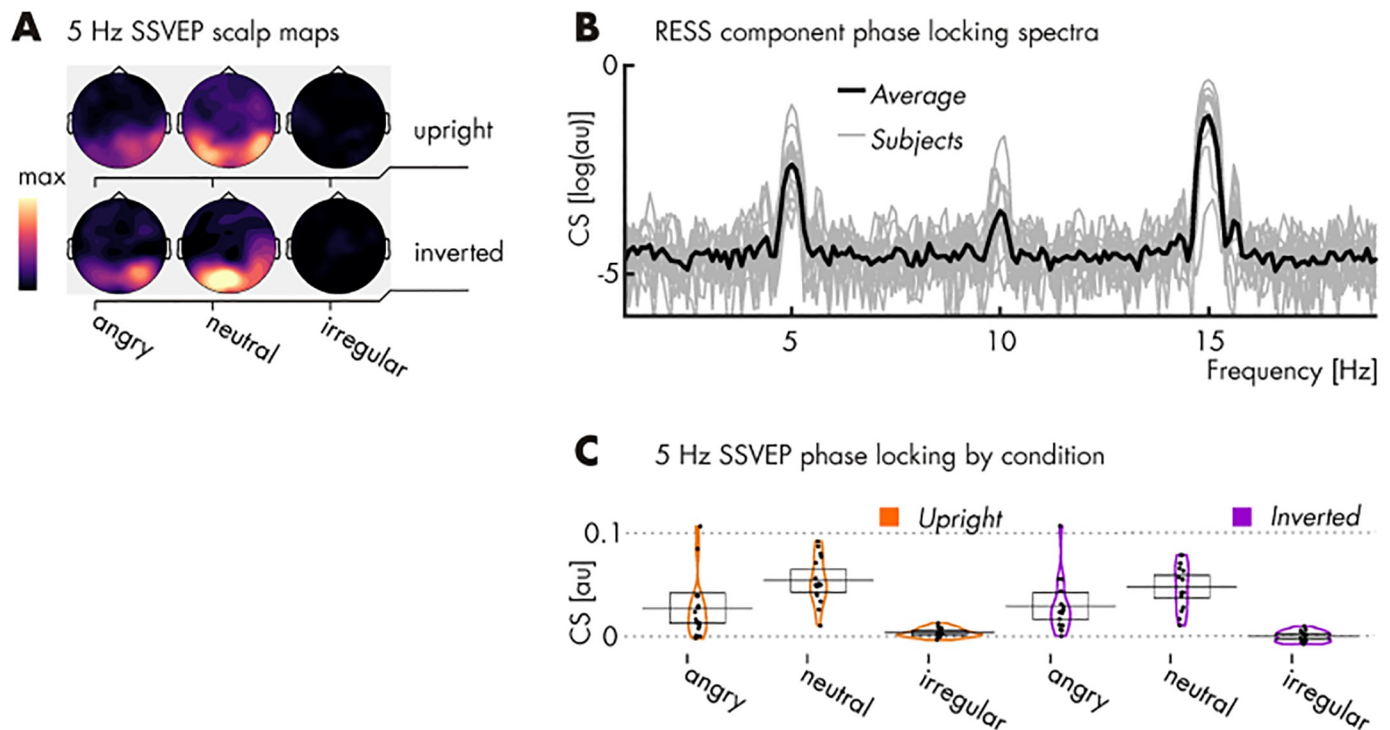 A 5 Hz SSVEP scalp maps
upright
max
inverted
angry
neutral
irregular
B RESS component phase locking spectra
0
Average
Subjects
CS [log(au)]
-5
5
10
15
Frequency [Hz]
C 5 Hz SSVEP phase locking by condition
Upright
Inverted
0.1
CS [au]
0
angry
neutral
irregular
angry
neutral
irregular